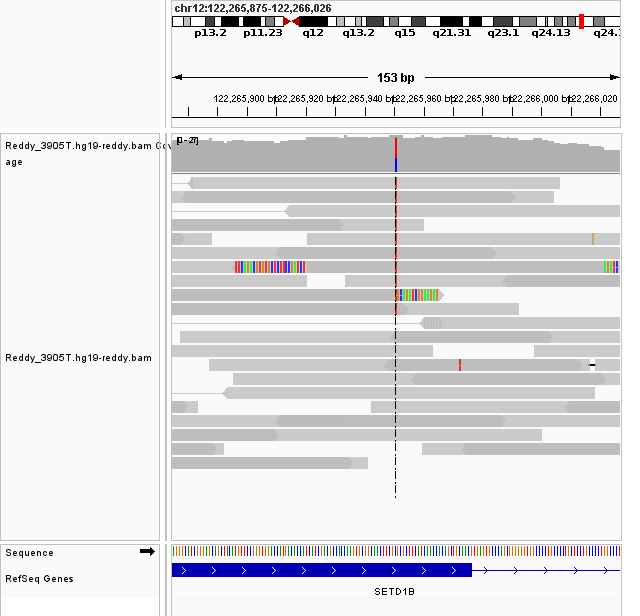 chr12:122,265,875-122,266,026
p13.2 p11.23 q12 q13.2 q15 q21.31 q23.1 q24.13 q24.
153 bp
122,265,900 bp 122,265,920 bp 122,265,940 bp 122,265,960 bp 122,265,980 bp 122,266,000 bp 122,266,020
Reddy_3905T.hg19-reddy.bam Cov
age
[0 - 27]
Reddy_3905T.hg19-reddy.bam
Sequence
RefSeq Genes
SETD1B